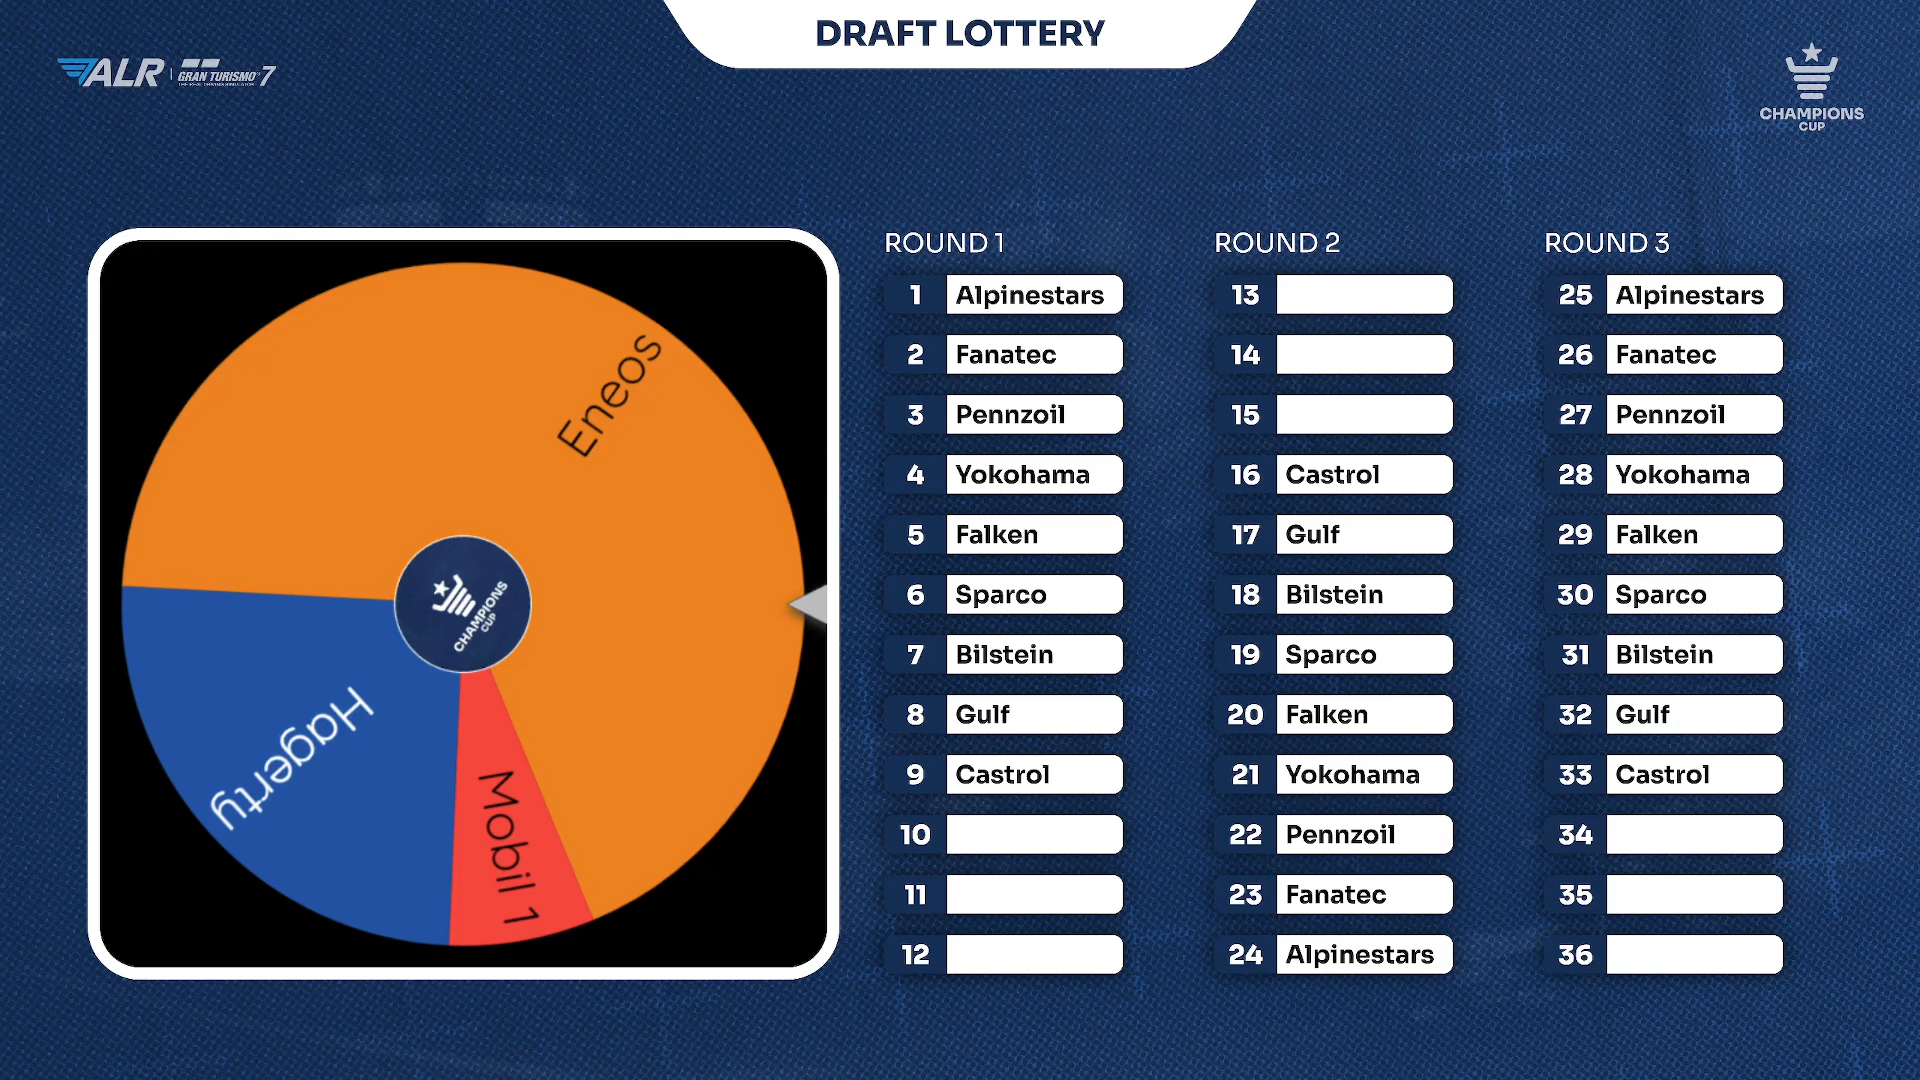 DRAFT LOTTERY
ALR
GRAN TURISMO 7
CHAMPIONS
CUP
Eneos
Hagerty
Mobil 1
CHAMPIONS
CUP
ROUND 1
1 Alpinestars
2 Fanatec
3 Pennzoil
4 Yokohama
5 Falken
6 Sparco
7 Bilstein
8 Gulf
9 Castrol
10
11
12
ROUND 2
13
14
15
16 Castrol
17 Gulf
18 Bilstein
19 Sparco
20 Falken
21 Yokohama
22 Pennzoil
23 Fanatec
24 Alpinestars
ROUND 3
25 Alpinestars
26 Fanatec
27 Pennzoil
28 Yokohama
29 Falken
30 Sparco
31 Bilstein
32 Gulf
33 Castrol
34
35
36